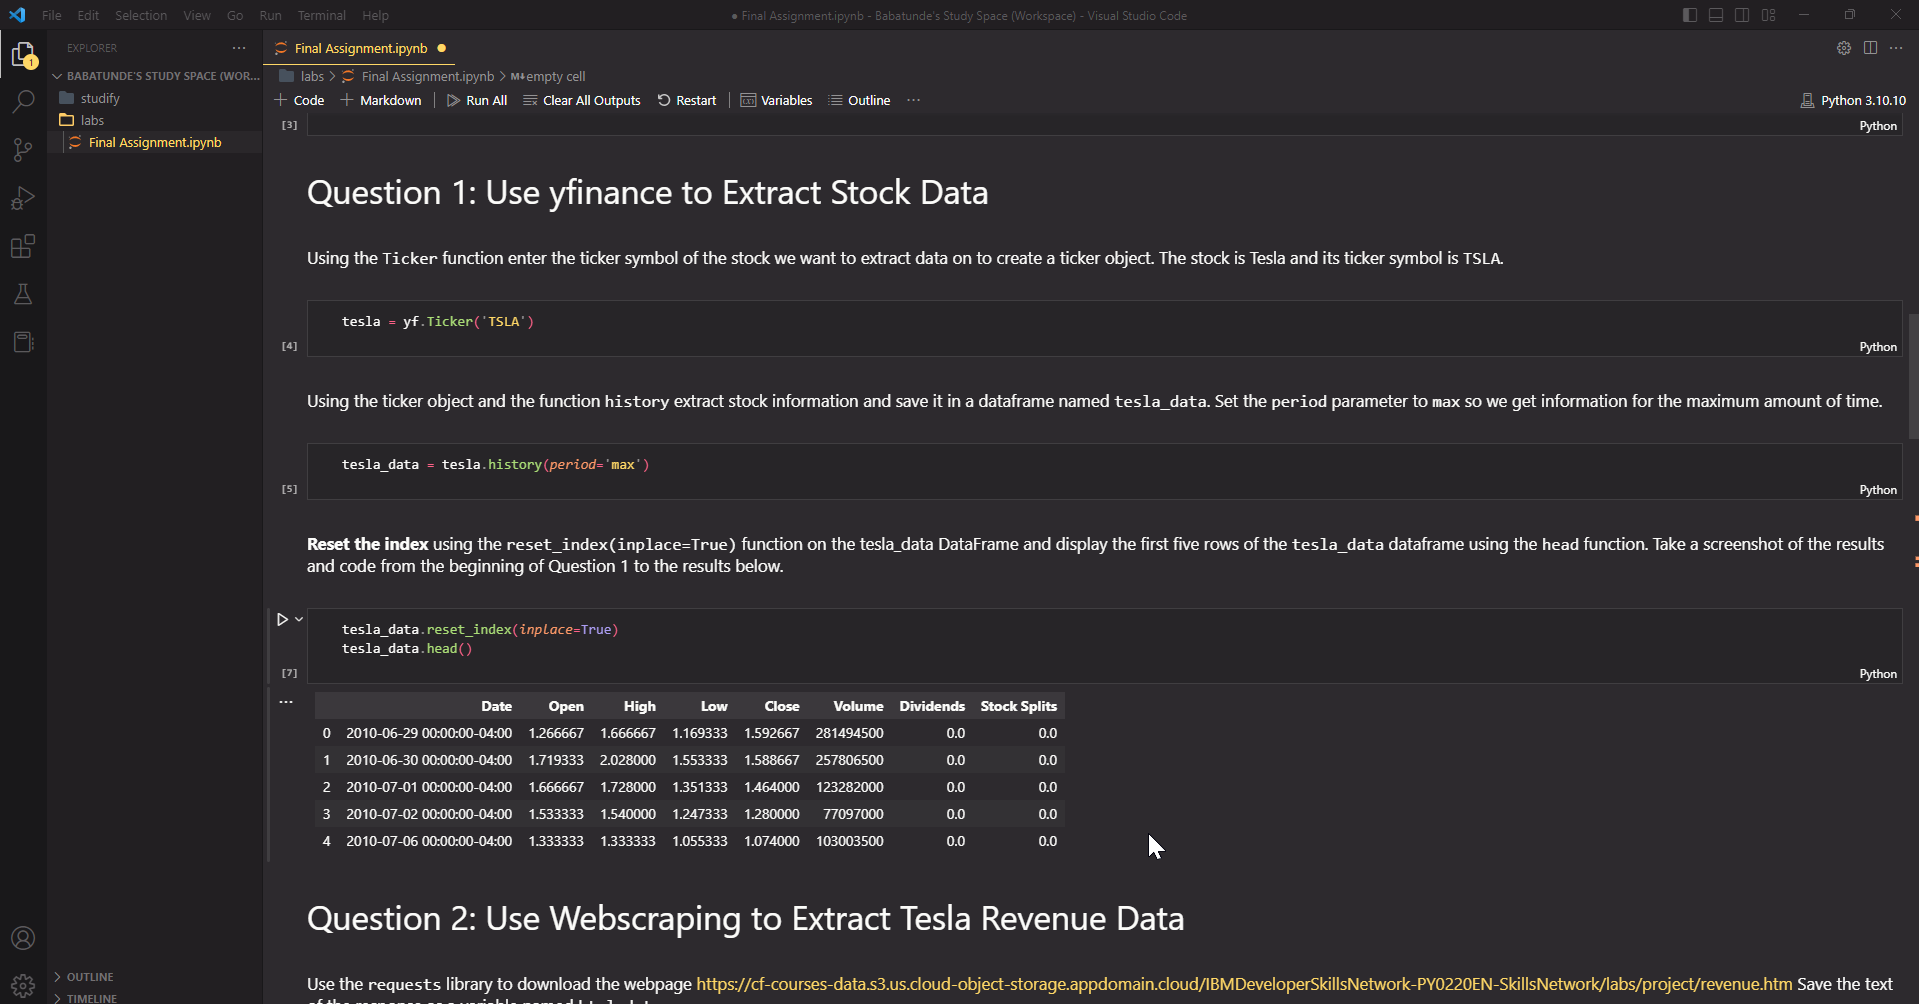 File Edit Selection View Go Run Terminal Help
● Final Assignment.ipynb - Babatunde's Study Space (Workspace) - Visual Studio Code
EXPLORER
BABATUNDE'S STUDY SPACE (WOR...
studify
labs
Final Assignment.ipynb
OUTLINE
TIMELINE
1
Final Assignment.ipynb
labs > Final Assignment.ipynb > M↓empty cell
Code Markdown Run All Clear All Outputs Restart Variables Outline ... Python 3.10.10
[3] Python
Question 1: Use yfinance to Extract Stock Data
Using the Ticker function enter the ticker symbol of the stock we want to extract data on to create a ticker object. The stock is Tesla and its ticker symbol is TSLA.
tesla = yf.Ticker('TSLA')
[4] Python
Using the ticker object and the function history extract stock information and save it in a dataframe named tesla_data. Set the period parameter to max so we get information for the maximum amount of time.
tesla_data = tesla.history(period='max')
[5] Python
Reset the index using the reset_index(inplace=True) function on the tesla_data DataFrame and display the first five rows of the tesla_data dataframe using the head function. Take a screenshot of the results
and code from the beginning of Question 1 to the results below.
tesla_data.reset_index(inplace=True)
tesla_data.head()
[7] Python
Date Open High Low Close Volume Dividends Stock Splits
0 2010-06-29 00:00:00-04:00 1.266667 1.666667 1.169333 1.592667 281494500 0.0 0.0
1 2010-06-30 00:00:00-04:00 1.719333 2.028000 1.553333 1.588667 257806500 0.0 0.0
2 2010-07-01 00:00:00-04:00 1.666667 1.728000 1.351333 1.464000 123282000 0.0 0.0
3 2010-07-02 00:00:00-04:00 1.533333 1.540000 1.247333 1.280000 77097000 0.0 0.0
4 2010-07-06 00:00:00-04:00 1.333333 1.333333 1.055333 1.074000 103003500 0.0 0.0
Question 2: Use Webscraping to Extract Tesla Revenue Data
Use the requests library to download the webpage https://cf-courses-data.s3.us.cloud-object-storage.appdomain.cloud/IBMDeveloperSkillsNetwork-PY0220EN-SkillsNetwork/labs/project/revenue.htm Save the text